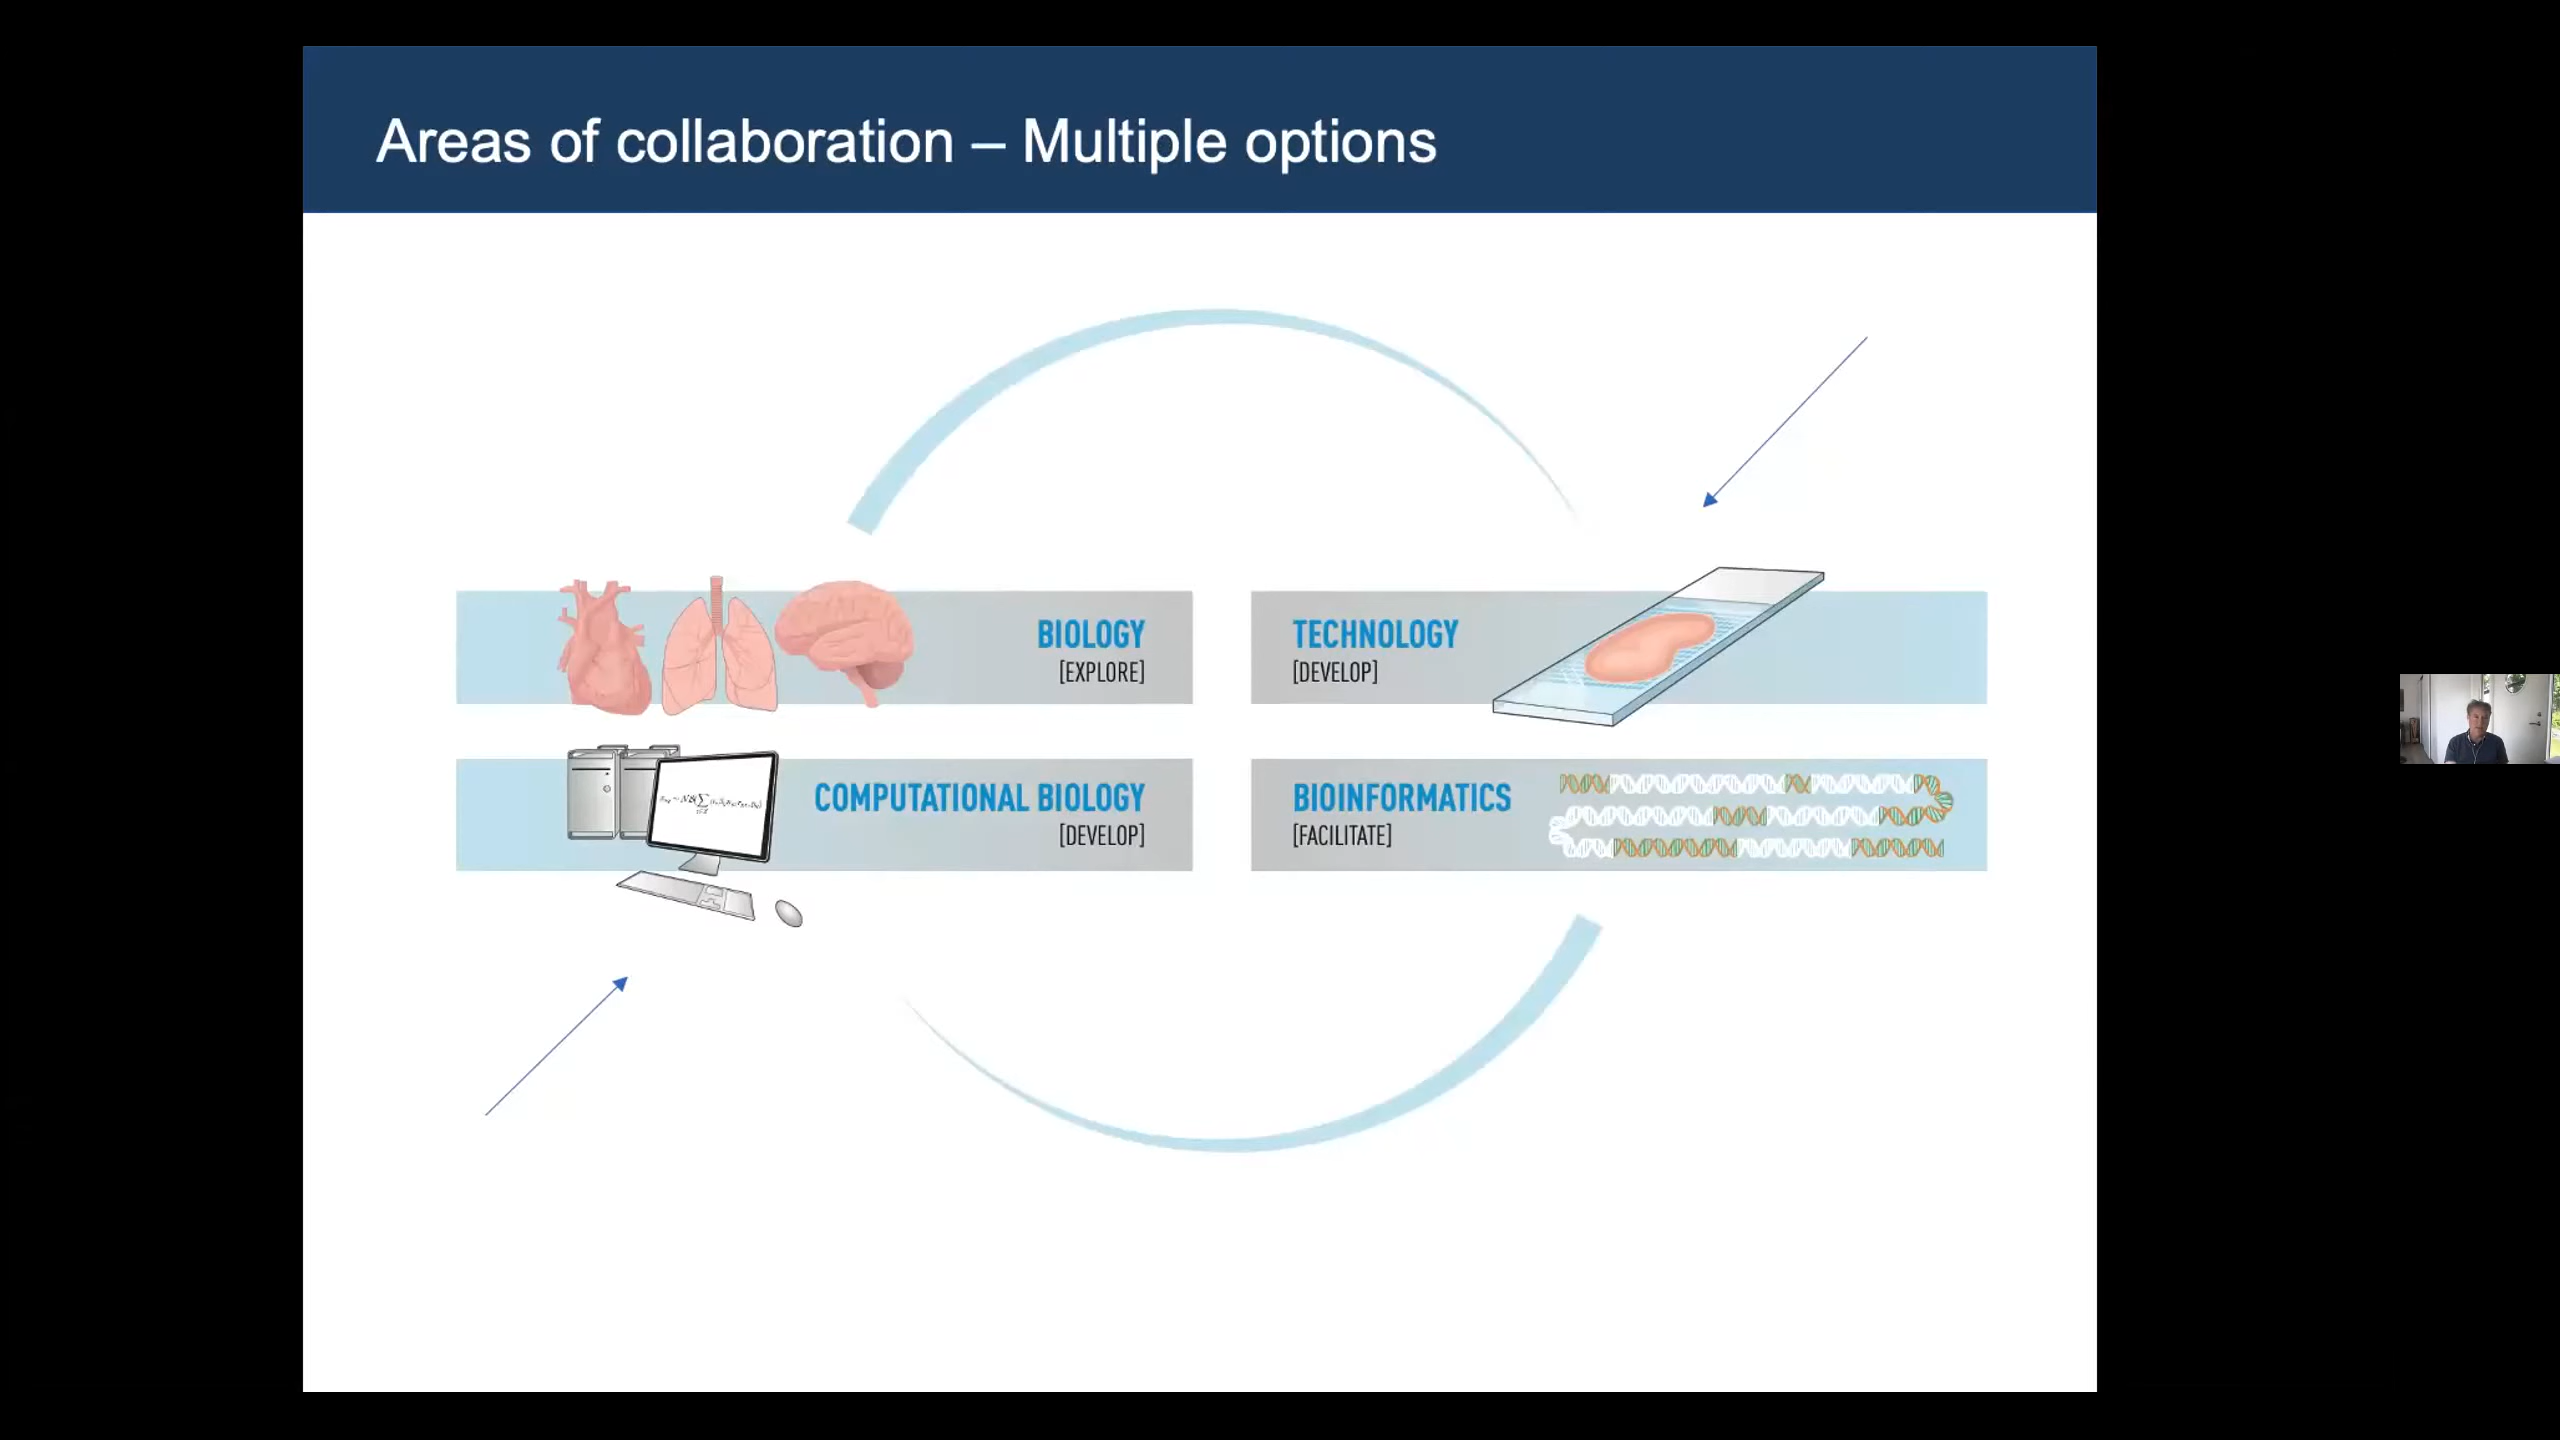 Areas of collaboration – Multiple options
BIOLOGY
[EXPLORE]
TECHNOLOGY
[DEVELOP]
COMPUTATIONAL BIOLOGY
[DEVELOP]
BIOINFORMATICS
[FACILITATE]